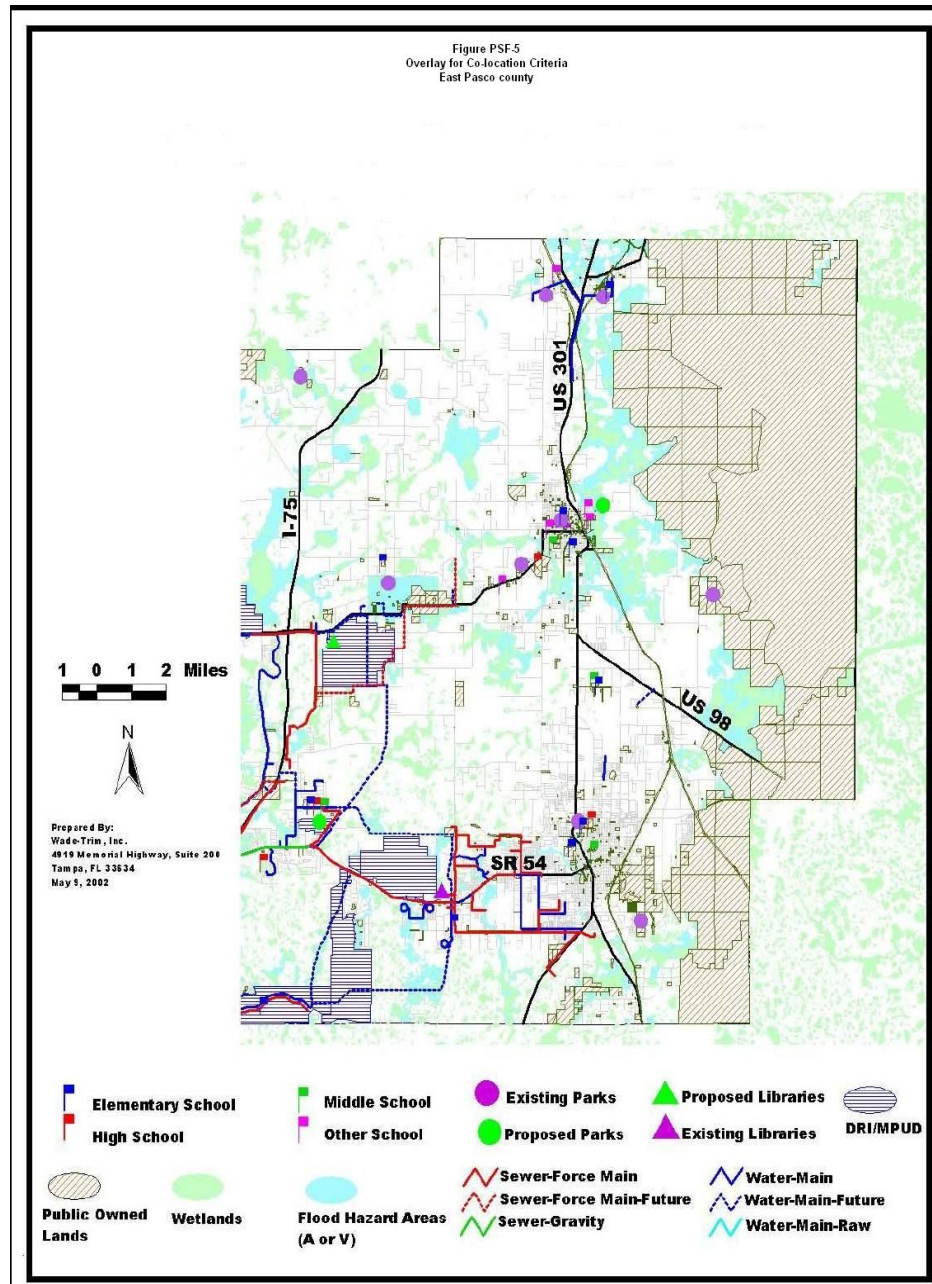 Figure PSF-5
Overlay for Co-location Criteria
East Pasco county
US 301
I-75
1 0 1 2 Miles
US 98
N
Prepared By:
Wade-Trim, Inc.
4919 Memorial Highway, Suite 200
Tampa, FL 33634
May 9, 2002
SR 54
Elementary School
High School
Middle School
Other School
Existing Parks
Proposed Parks
Proposed Libraries
Existing Libraries
DRI/MPUD
Public Owned
Lands
Wetlands
Flood Hazard Areas
(A or V)
Sewer-Force Main
Sewer-Force Main-Future
Sewer-Gravity
Water-Main
Water-Main-Future
Water-Main-Raw